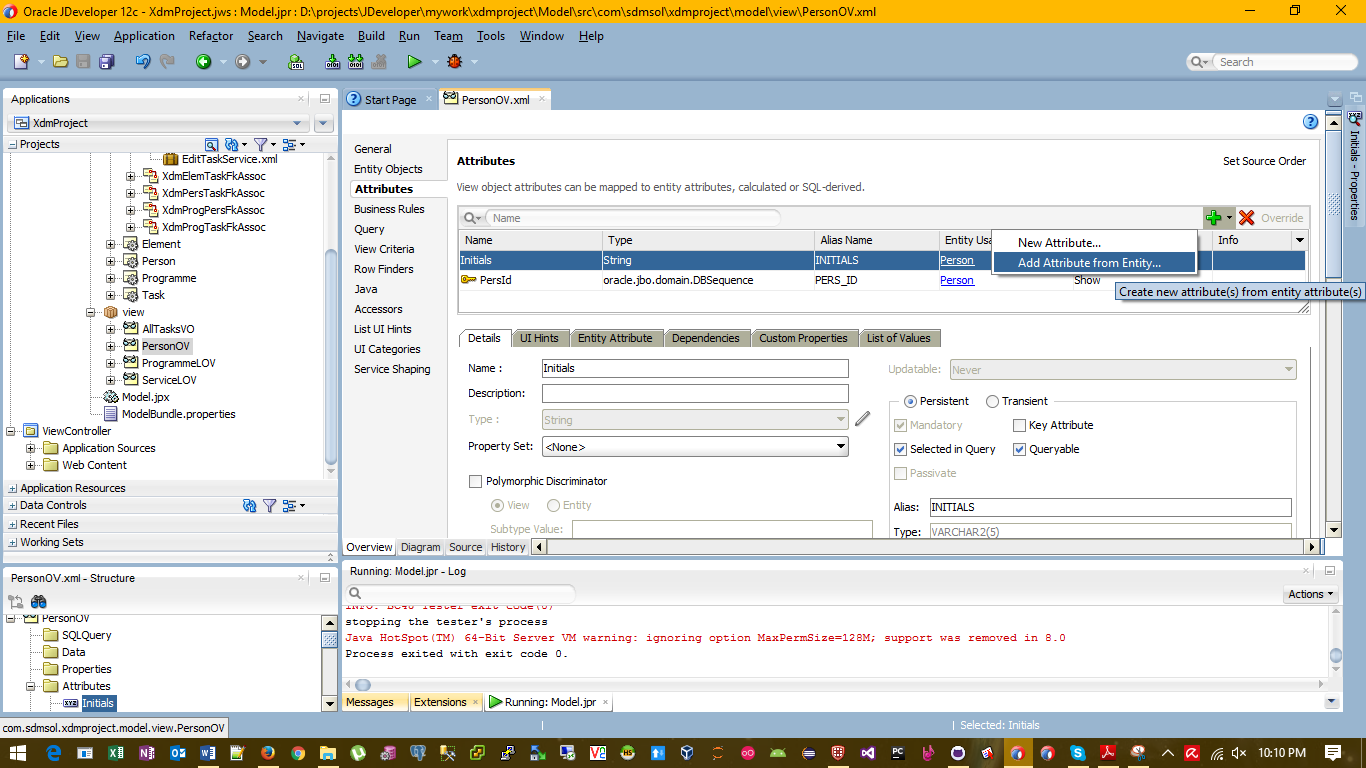 Oracle JDeveloper 12c - XdmProject.jws : Model.jpr : D:\projects\JDeveloper\mywork\xdmproject\Model\src\com\sdmsol\xdmproject\model\view\PersonOV.xml
File Edit View Application Refactor Search Navigate Build Run Team Tools Window Help
Search
Applications
Start Page
PersonOV.xml
XdmProject
Projects
EditTaskService.xml
XdmElemTaskFkAssoc
XdmPersTaskFkAssoc
XdmProgPersFkAssoc
XdmProgTaskFkAssoc
Element
Person
Programme
Task
view
AllTasksVO
PersonOV
ProgrammeLOV
ServiceLOV
Model.jpx
ModelBundle.properties
ViewController
Application Sources
Web Content
Application Resources
Data Controls
Recent Files
Working Sets
General
Entity Objects
Attributes
Business Rules
Query
View Criteria
Row Finders
Java
Accessors
List UI Hints
UI Categories
Service Shaping
Attributes
Set Source Order
View object attributes can be mapped to entity attributes, calculated or SQL-derived.
Name
Override
Name Type Alias Name Entity Usa Info
Initials String INITIALS Person
PersId oracle.jbo.domain.DBSequence PERS_ID Person Show
New Attribute...
Add Attribute from Entity...
Create new attribute(s) from entity attribute(s)
Details UI Hints Entity Attribute Dependencies Custom Properties List of Values
Name : Initials
Description:
Type : String
Property Set: <None>
Polymorphic Discriminator
View Entity
Subtype Value:
Updatable: Never
Persistent Transient
Mandatory Key Attribute
Selected in Query Queryable
Passivate
Alias: INITIALS
Type: VARCHAR2(5)
Overview Diagram Source History
Initials - Properties
PersonOV.xml - Structure
PersonOV
SQLQuery
Data
Properties
Attributes
XYZ Initials
Running: Model.jpr - Log
Actions
INFO: BC4J Tester exit code(0)
stopping the tester's process
Java HotSpot(TM) 64-Bit Server VM warning: ignoring option MaxPermSize=128M; support was removed in 8.0
Process exited with exit code 0.
Messages Extensions Running: Model.jpr
com.sdmsol.xdmproject.model.view.PersonOV
Selected: Initials
10:10 PM